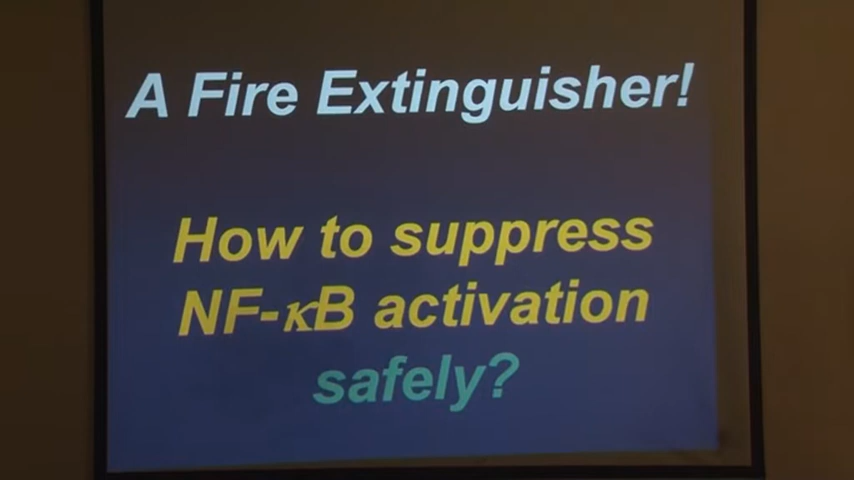 A Fire Extinguisher!
How to suppress
NF-κB activation
safely?